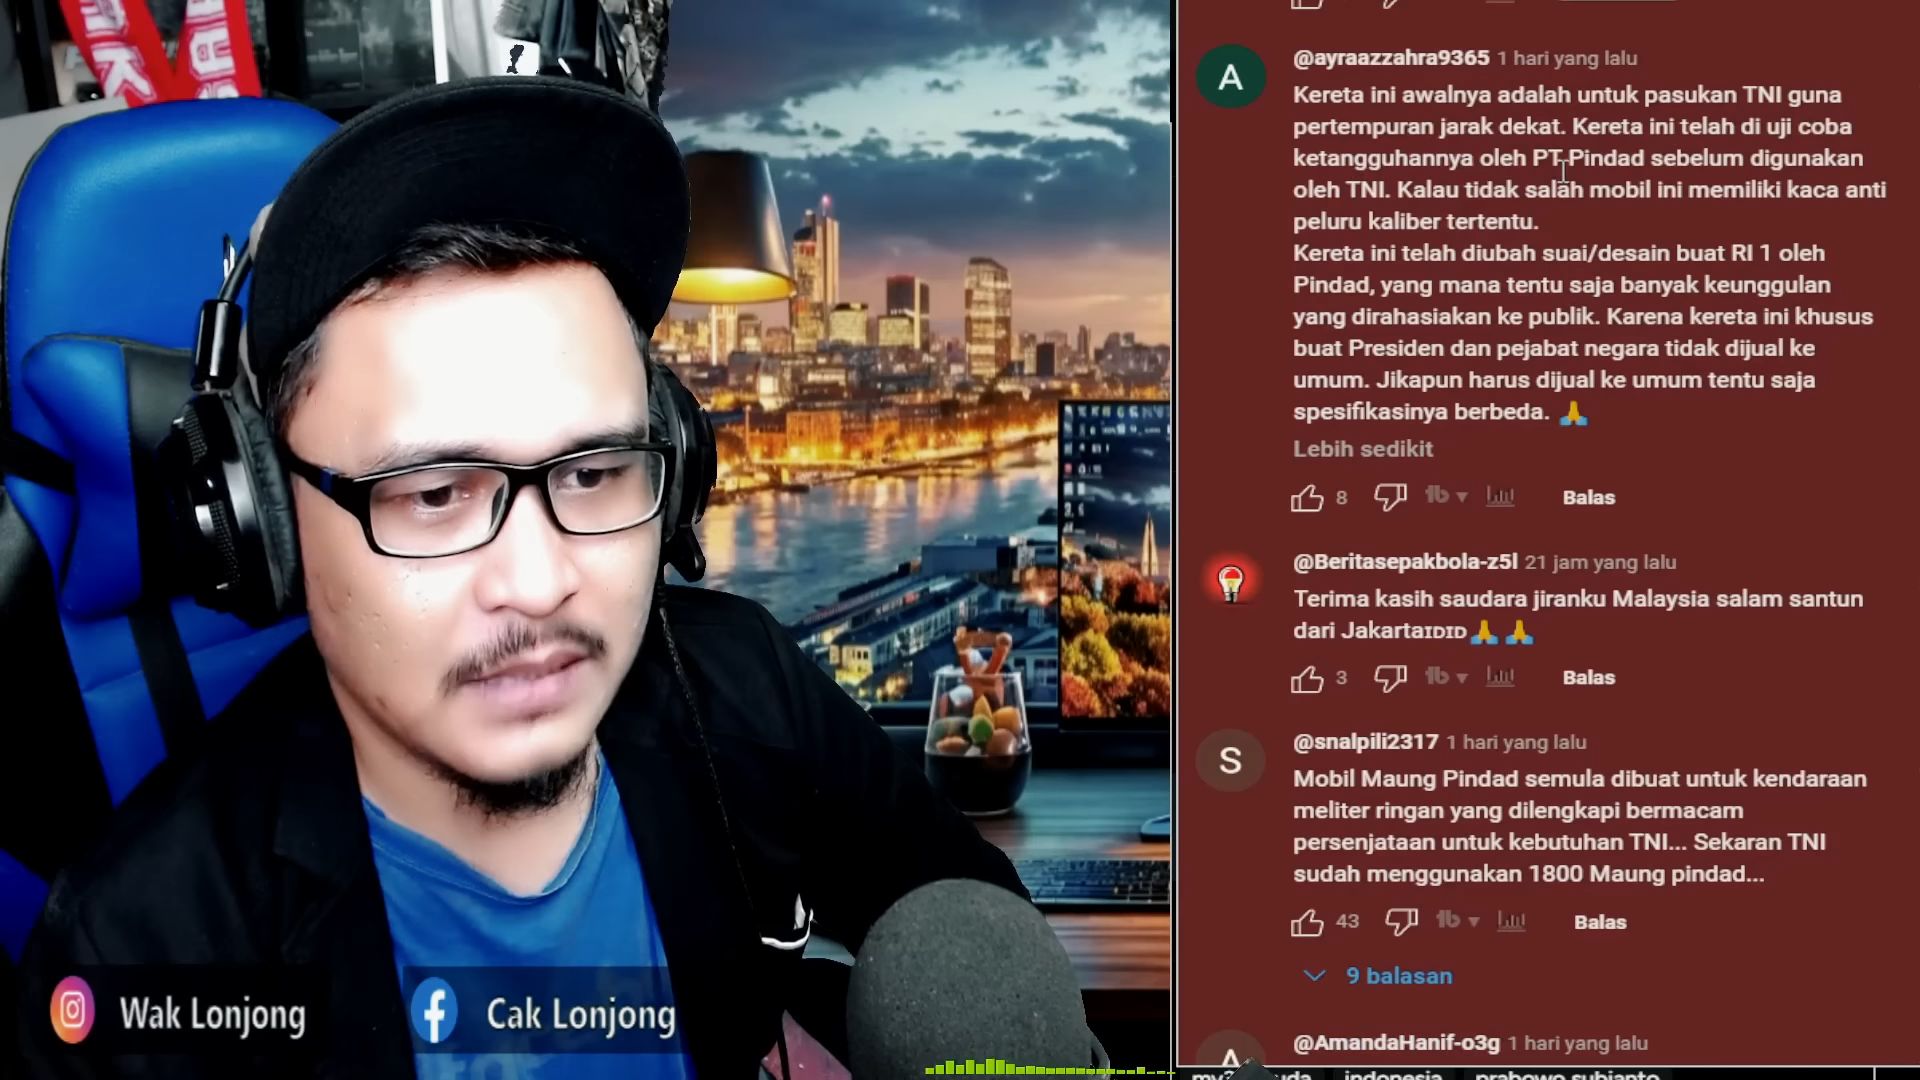 @ayraazzahra9365 1 hari yang lalu
A
Kereta ini awalnya adalah untuk pasukan TNI guna
pertempuran jarak dekat. Kereta ini telah di uji coba
ketangguhannya oleh PT Pindad sebelum digunakan
oleh TNI. Kalau tidak salah mobil ini memiliki kaca anti
peluru kaliber tertentu.
Kereta ini telah diubah suai/desain buat RI 1 oleh
Pindad, yang mana tentu saja banyak keunggulan
yang dirahasiakan ke publik. Karena kereta ini khusus
buat Presiden dan pejabat negara tidak dijual ke
umum. Jikapun harus dijual ke umum tentu saja
spesifikasinya berbeda. 🙏
Lebih sedikit
8 Balas
@Beritasepakbola-z5l 21 jam yang lalu
Terima kasih saudara jiranku Malaysia salam santun
dari Jakartaɪᴅɪᴅ🙏🙏
3 Balas
@snalpili2317 1 hari yang lalu
S
Mobil Maung Pindad semula dibuat untuk kendaraan
meliter ringan yang dilengkapi bermacam
persenjataan untuk kebutuhan TNI... Sekaran TNI
sudah menggunakan 1800 Maung pindad...
43 Balas
9 balasan
@AmandaHanif-o3g 1 hari yang lalu
A
indonesia prabowo subianto
Wak Lonjong
Cak Lonjong